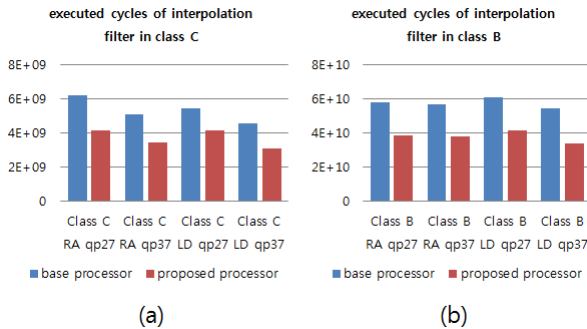 executed cycles of interpolation
filter in class C
8E+09
6E+09
4E+09
2E+09
0
Class C Class C Class C Class C
RA qp27 RA qp37 LD qp27 LD qp37
base processor proposed processor
(a)
executed cycles of interpolation
filter in class B
8E+10
6E+10
4E+10
2E+10
0
Class B Class B Class B Class B
RA qp27 RA qp37 LD qp27 LD qp37
base processor proposed processor
(b)